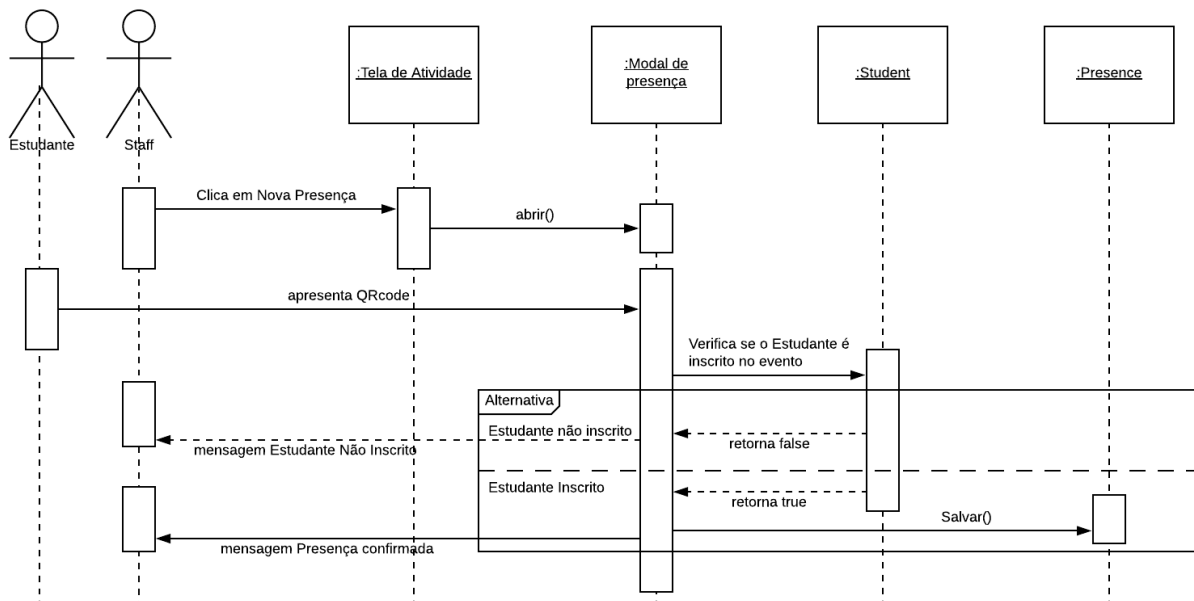 Estudante
Staff
:Tela de Atividade
:Modal de
presença
:Student
:Presence
Clica em Nova Presença
abrir()
apresenta QRcode
Verifica se o Estudante é
inscrito no evento
Alternativa
Estudante não inscrito
retorna false
mensagem Estudante Não Inscrito
Estudante Inscrito
retorna true
Salvar()
mensagem Presença confirmada